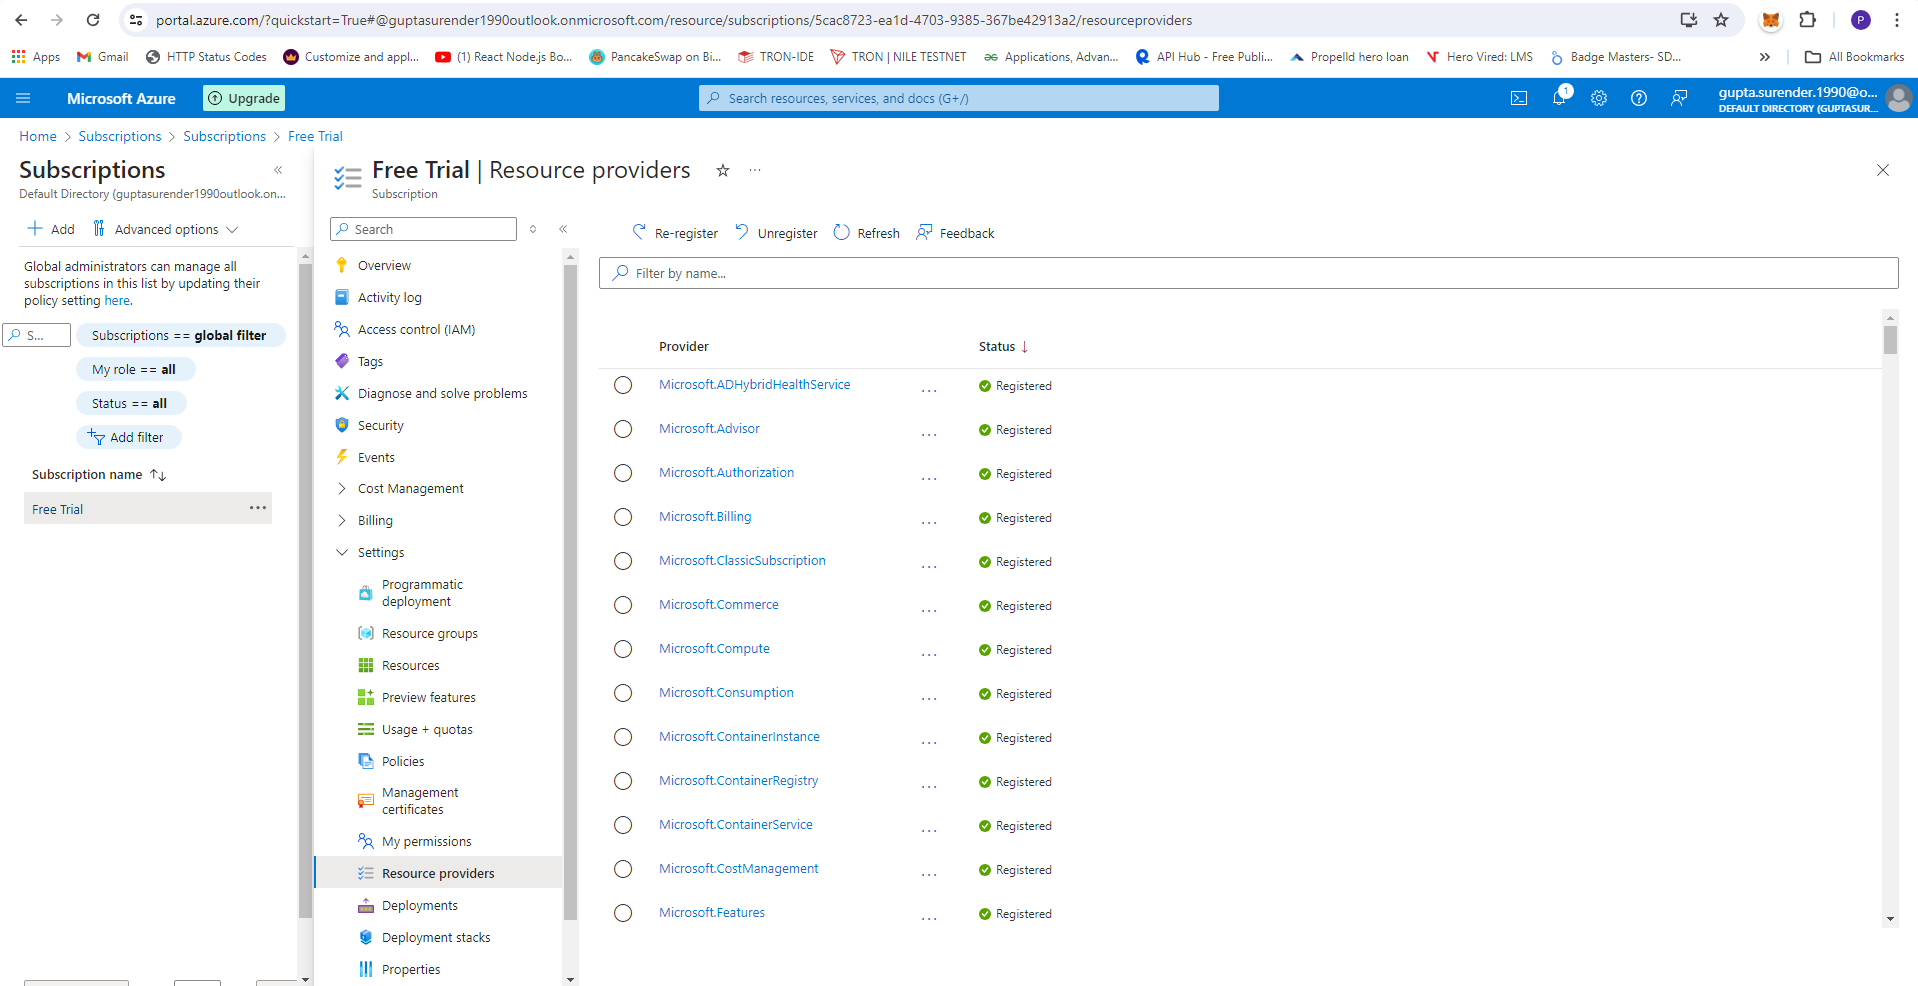 portal.azure.com/?quickstart=True#@guptasurender1990outlook.onmicrosoft.com/resource/subscriptions/5cac8723-ea1d-4703-9385-367be42913a2/resourceproviders
P
Apps
Gmail
HTTP Status Codes
Customize and appl...
(1) React Node.js Bo...
PancakeSwap on Bi...
TRON-IDE
TRON | NILE TESTNET
Applications, Advan...
API Hub - Free Publi...
Propelld hero loan
Hero Vired: LMS
Badge Masters- SD...
All Bookmarks
Microsoft Azure
Upgrade
Search resources, services, and docs (G+/)
1
gupta.surender.1990@o...
DEFAULT DIRECTORY (GUPTASUR...
Home > Subscriptions > Subscriptions > Free Trial
Subscriptions
Default Directory (guptasurender1990outlook.on...
Add
Advanced options
Global administrators can manage all
subscriptions in this list by updating their
policy setting here.
S...
Subscriptions == global filter
My role == all
Status == all
Add filter
Subscription name
Free Trial
...
Free Trial | Resource providers
...
Subscription
Search
Overview
Activity log
Access control (IAM)
Tags
Diagnose and solve problems
Security
Events
Cost Management
Billing
Settings
Programmatic
deployment
Resource groups
Resources
Preview features
Usage + quotas
Policies
Management
certificates
My permissions
Resource providers
Deployments
Deployment stacks
Properties
Re-register
Unregister
Refresh
Feedback
Filter by name...
Provider Status ↓
Microsoft.ADHybridHealthService ... Registered
Microsoft.Advisor ... Registered
Microsoft.Authorization ... Registered
Microsoft.Billing ... Registered
Microsoft.ClassicSubscription ... Registered
Microsoft.Commerce ... Registered
Microsoft.Compute ... Registered
Microsoft.Consumption ... Registered
Microsoft.ContainerInstance ... Registered
Microsoft.ContainerRegistry ... Registered
Microsoft.ContainerService ... Registered
Microsoft.CostManagement ... Registered
Microsoft.Features ... Registered